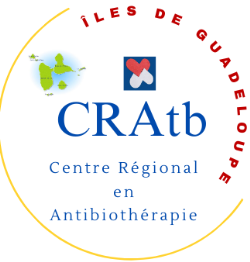 ÎLES DE GUADELOUPE
CRAtb
Centre Régional
en
Antibiothérapie